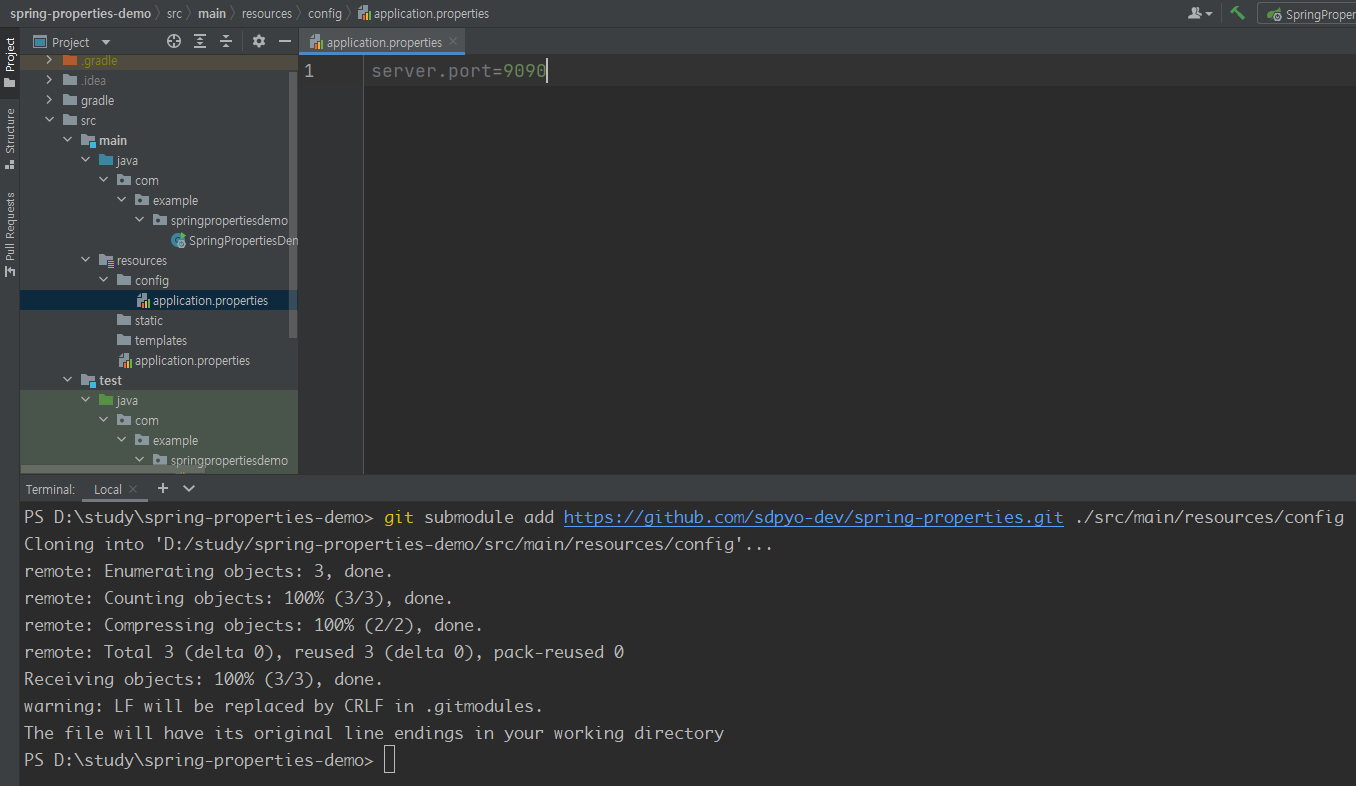 spring-properties-demo 〉 src 〉 main 〉 resources 〉 config 〉 application.properties
SpringProper
Project
application.properties
Project
Structure
Pull Requests
.gradle
.idea
gradle
src
main
java
com
example
springpropertiesdemo
SpringPropertiesDen
resources
config
application.properties
static
templates
application.properties
test
java
com
example
springpropertiesdemo
1 server.port=9090
Terminal: Local
PS D:\study\spring-properties-demo> git submodule add https://github.com/sdpyo-dev/spring-properties.git ./src/main/resources/config
Cloning into 'D:/study/spring-properties-demo/src/main/resources/config'...
remote: Enumerating objects: 3, done.
remote: Counting objects: 100% (3/3), done.
remote: Compressing objects: 100% (2/2), done.
remote: Total 3 (delta 0), reused 3 (delta 0), pack-reused 0
Receiving objects: 100% (3/3), done.
warning: LF will be replaced by CRLF in .gitmodules.
The file will have its original line endings in your working directory
PS D:\study\spring-properties-demo>